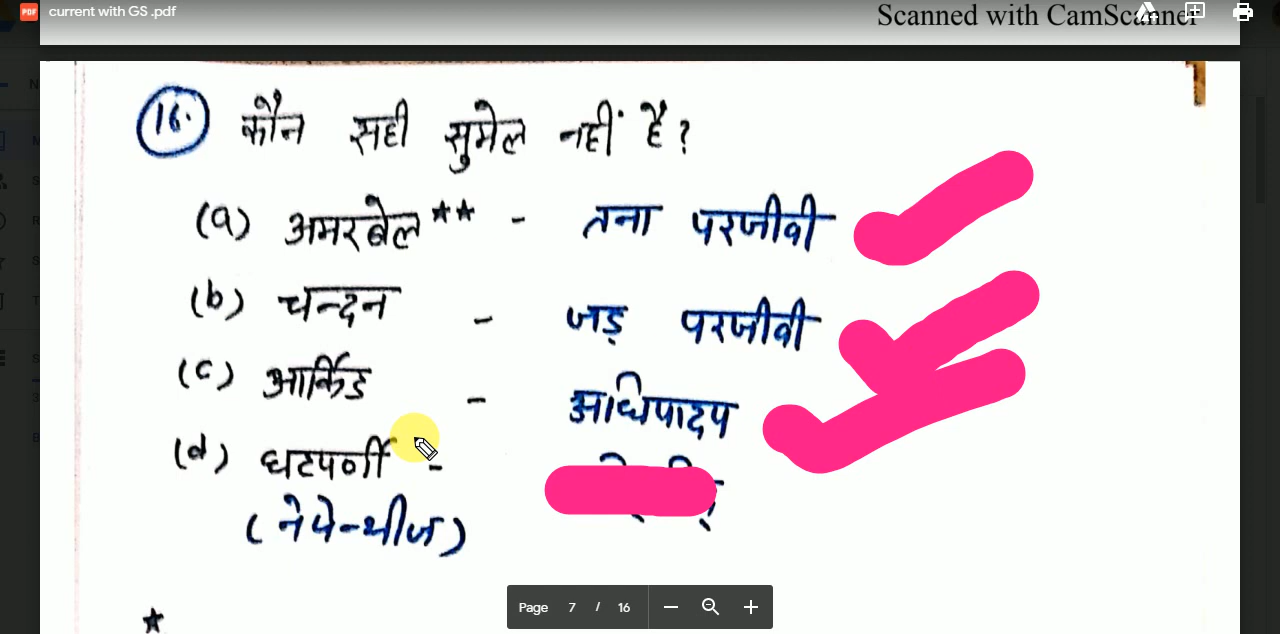 current with GS .pdf
Scanned with CamScanner
16. कौन सही सुमेल नहीं है ?
(a) अमरबेल ** - तना परजीवी
(b) चन्दन - जड़ परजीवी
(c) आर्किड - अधिपादप
(d) घटपर्णी -
(नेपे-थीज)
Page 7 / 16